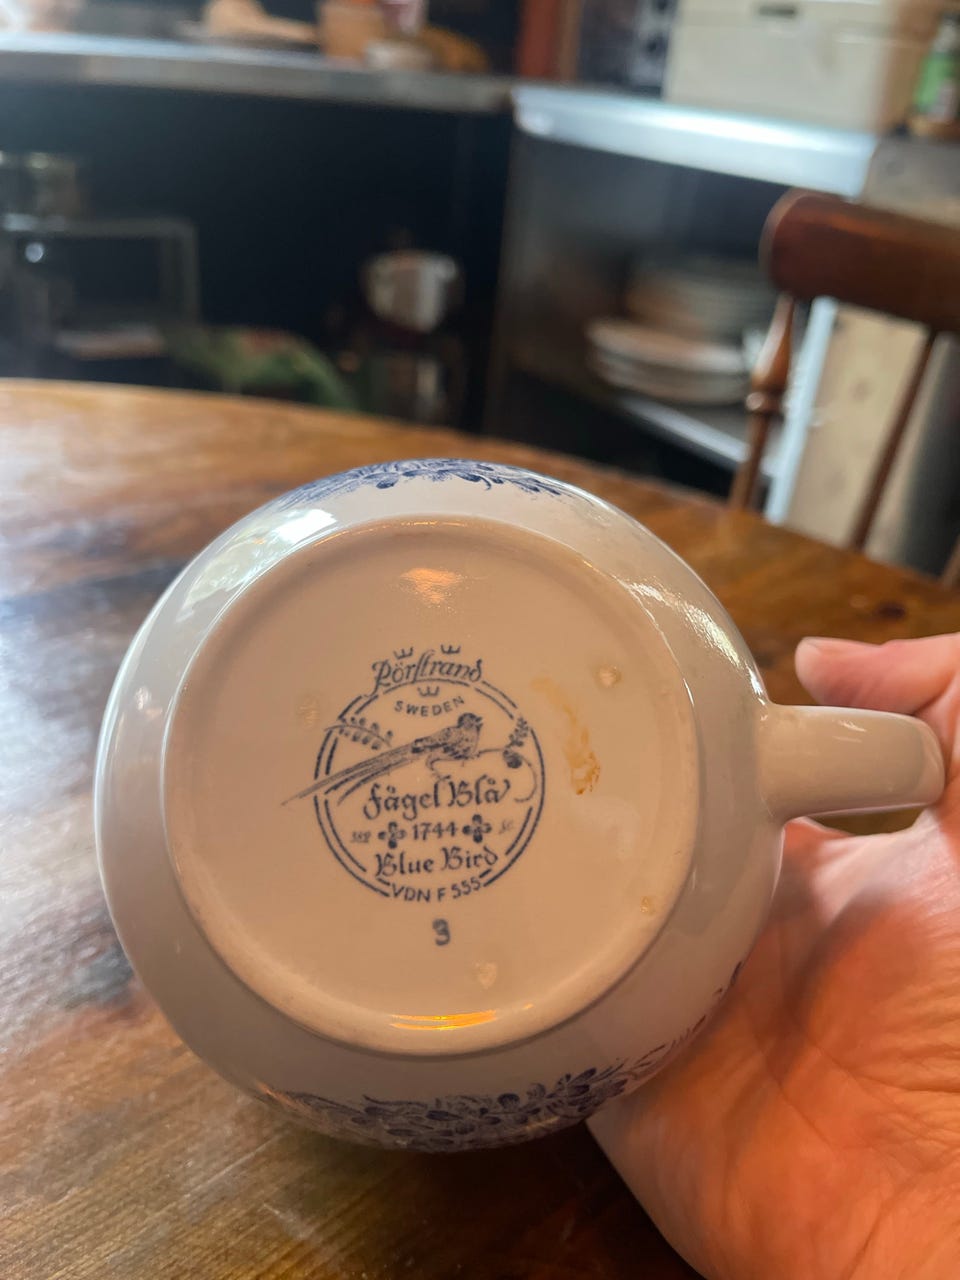 Rörstrand
SWEDEN
Fågel Blå
1744
Blue Bird
VDN F 555
3